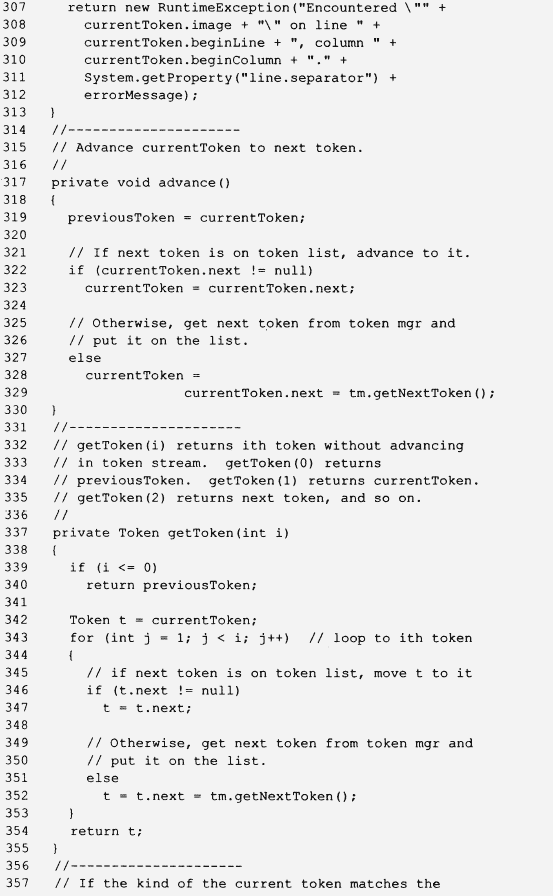 307     return new RuntimeException("Encountered \"" +
308       currentToken.image + "\" on line " +
309       currentToken.beginLine + ", column " +
310       currentToken.beginColumn + "." +
311       System.getProperty("line.separator") +
312       errorMessage);
313   }
314   //---------------------
315   // Advance currentToken to next token.
316   //
317   private void advance()
318   {
319     previousToken = currentToken;
320
321     // If next token is on token list, advance to it.
322     if (currentToken.next != null)
323       currentToken = currentToken.next;
324
325     // Otherwise, get next token from token mgr and
326     // put it on the list.
327     else
328       currentToken =
329                   currentToken.next = tm.getNextToken();
330   }
331   //---------------------
332   // getToken(i) returns ith token without advancing
333   // in token stream.  getToken(0) returns
334   // previousToken.  getToken(1) returns currentToken.
335   // getToken(2) returns next token, and so on.
336   //
337   private Token getToken(int i)
338   {
339     if (i <= 0)
340       return previousToken;
341
342     Token t = currentToken;
343     for (int j = 1; j < i; j++)  // loop to ith token
344     {
345       // if next token is on token list, move t to it
346       if (t.next != null)
347         t = t.next;
348
349       // Otherwise, get next token from token mgr and
350       // put it on the list.
351       else
352         t = t.next = tm.getNextToken();
353     }
354     return t;
355   }
356   //---------------------
357   // If the kind of the current token matches the